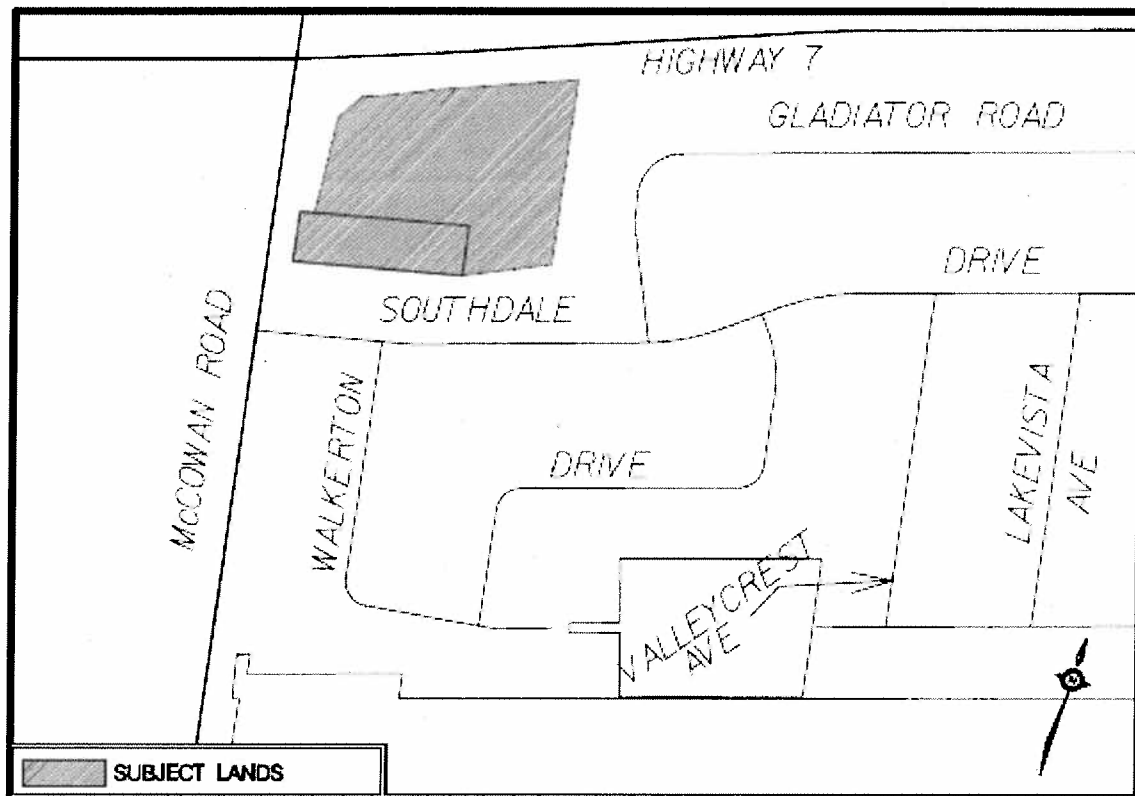 HIGHWAY 7
GLADIATOR ROAD
DRIVE
SOUTHDALE
McCOWAN ROAD
WALKERTON
DRIVE
LAKEVISTA
AVE
VALLEYCREST
AVE
N
SUBJECT LANDS